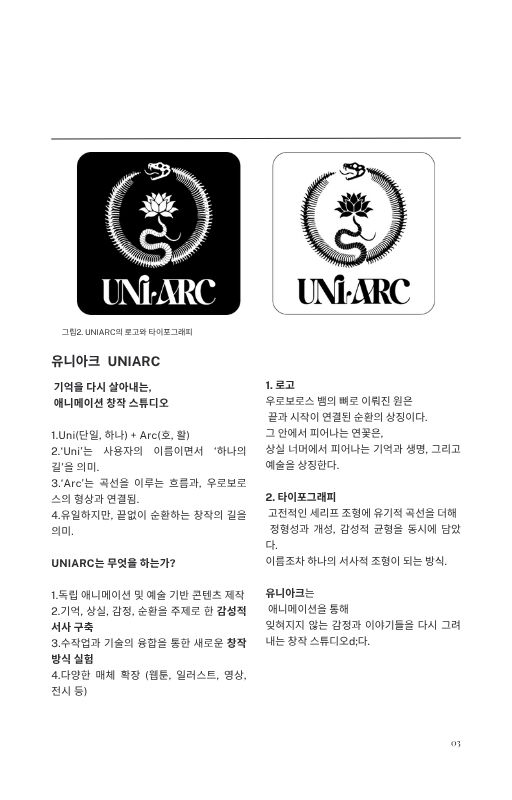 UNI·ARC
UNI·ARC
그림2. UNIARC의 로고와 타이포그래피
유니아크 UNIARC
기억을 다시 살아내는,
애니메이션 창작 스튜디오
1.Uni(단일, 하나) + Arc(호, 활)
2.‘Uni’는 사용자의 이름이면서 ‘하나의
길’을 의미.
3.‘Arc’는 곡선을 이루는 흐름과, 우로보로
스의 형상과 연결됨.
4.유일하지만, 끝없이 순환하는 창작의 길을
의미.
UNIARC는 무엇을 하는가?
1.독립 애니메이션 및 예술 기반 콘텐츠 제작
2.기억, 상실, 감정, 순환을 주제로 한 감성적
서사 구축
3.수작업과 기술의 융합을 통한 새로운 창작
방식 실험
4.다양한 매체 확장 (웹툰, 일러스트, 영상,
전시 등)
1. 로고
우로보로스 뱀의 뼈로 이뤄진 원은
끝과 시작이 연결된 순환의 상징이다.
그 안에서 피어나는 연꽃은,
상실 너머에서 피어나는 기억과 생명, 그리고
예술을 상징한다.
2. 타이포그래피
고전적인 세리프 조형에 유기적 곡선을 더해
정형성과 개성, 감성적 균형을 동시에 담았
다.
이름조차 하나의 서사적 조형이 되는 방식.
유니아크는
애니메이션을 통해
잊혀지지 않는 감정과 이야기들을 다시 그려
내는 창작 스튜디오d;다.
03